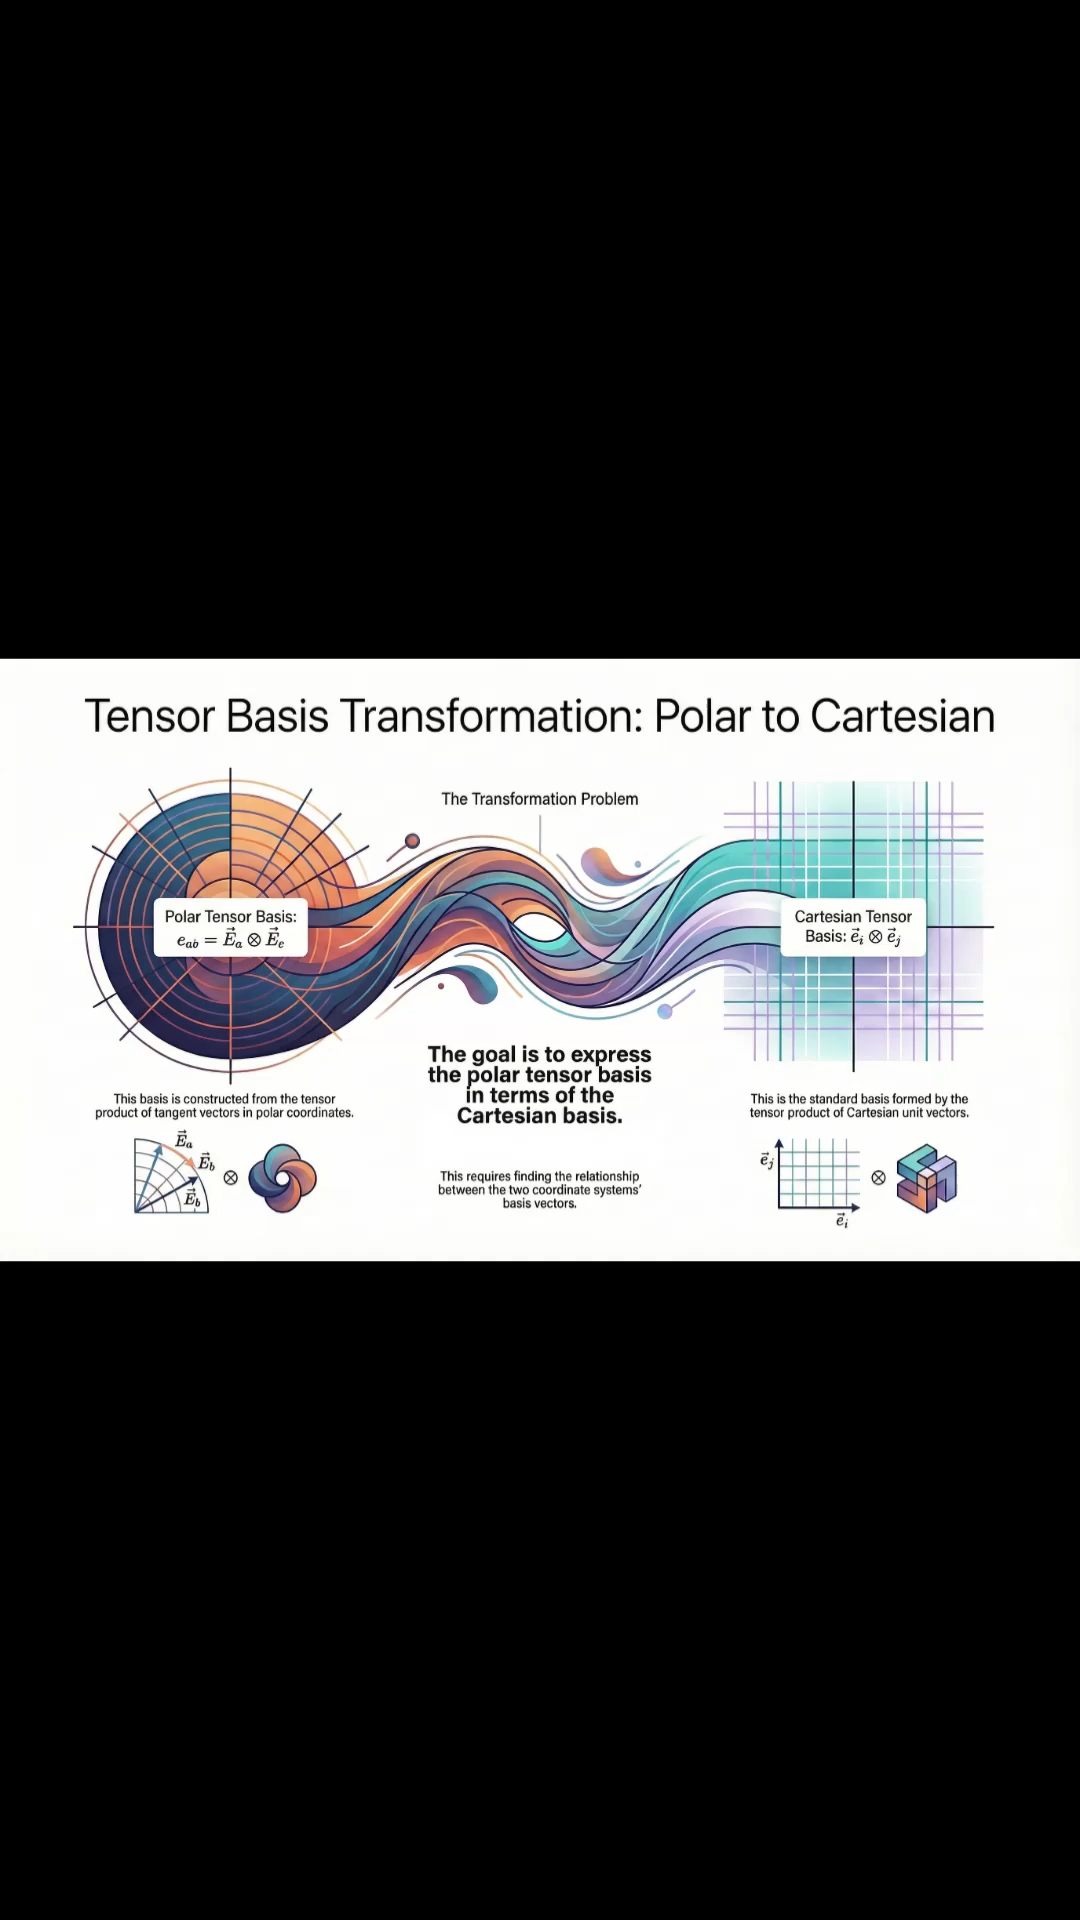 Tensor Basis Transformation: Polar to Cartesian
The Transformation Problem
Polar Tensor Basis:
e_ab = E⃗_a ⊗ E⃗_e
Cartesian Tensor
Basis: e⃗_i ⊗ e⃗_j
The goal is to express
the polar tensor basis
in terms of the
Cartesian basis.
This basis is constructed from the tensor
product of tangent vectors in polar coordinates.
E⃗_a
E⃗_b
⊗
E⃗_b
This requires finding the relationship
between the two coordinate systems'
basis vectors.
This is the standard basis formed by the
tensor product of Cartesian unit vectors.
e⃗_j
⊗
e⃗_i